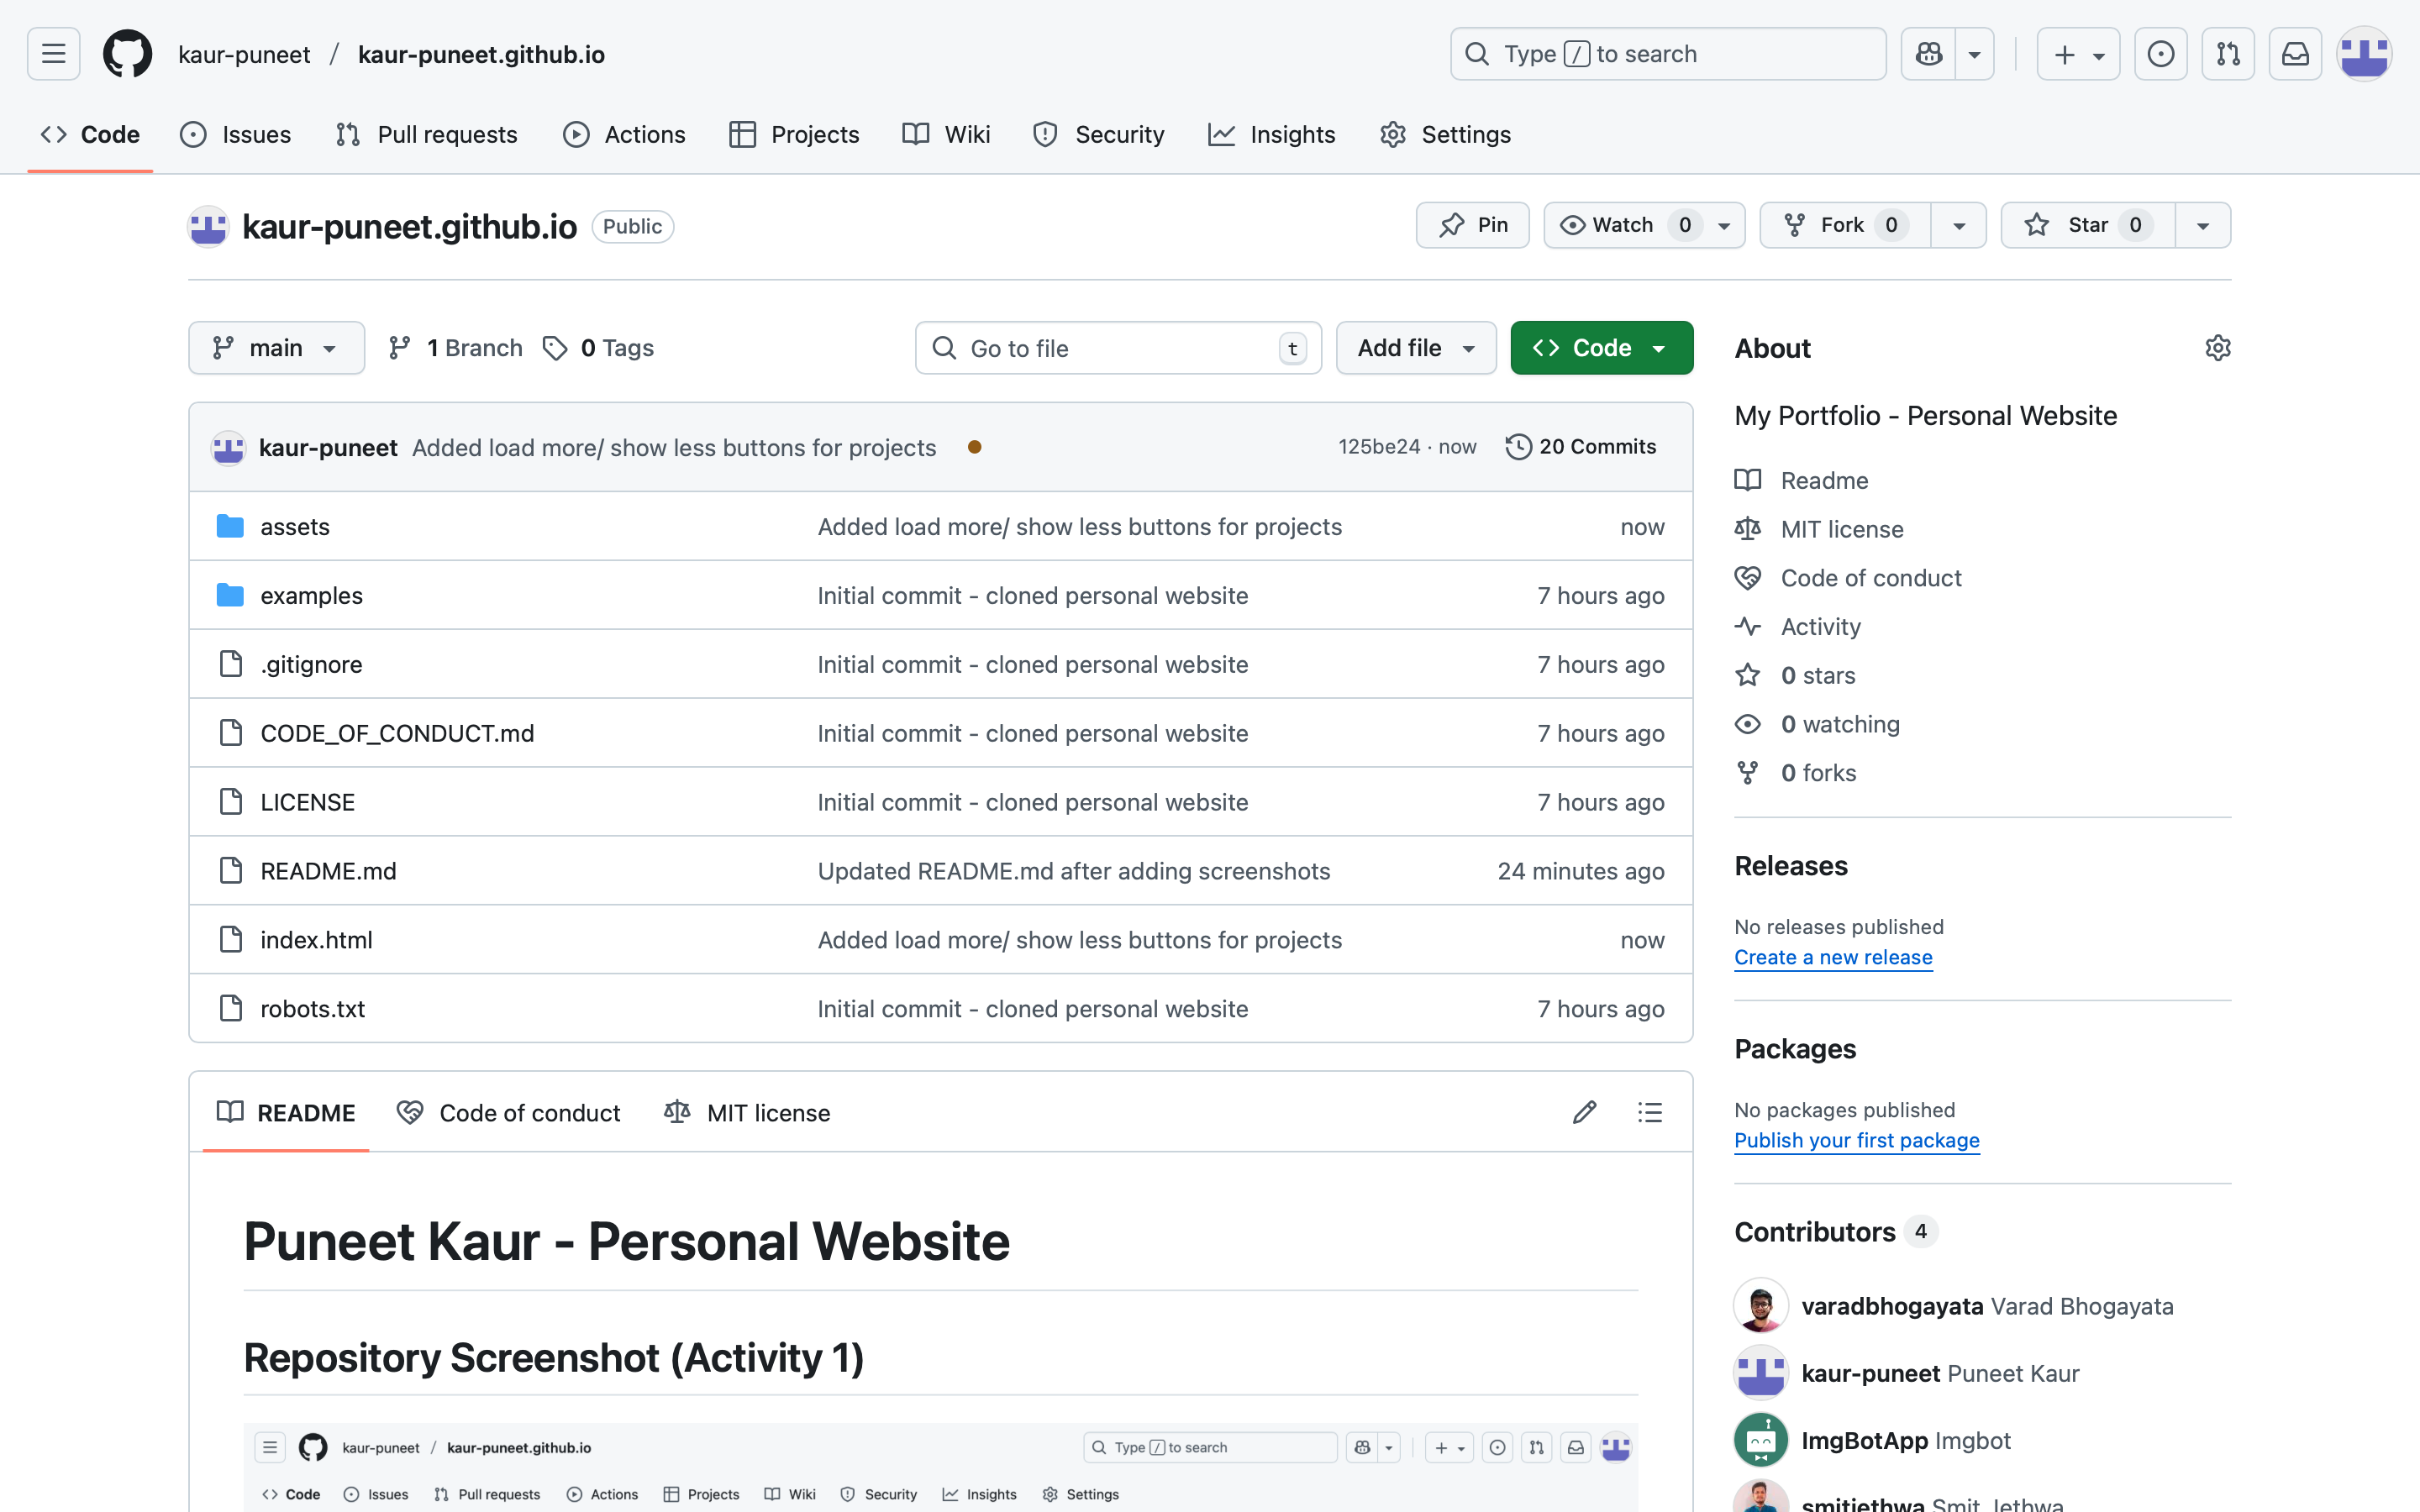 kaur-puneet / kaur-puneet.github.io
Type / to search
Code Issues Pull requests Actions Projects Wiki Security Insights Settings
kaur-puneet.github.io Public
Pin Watch 0 Fork 0 Star 0
main 1 Branch 0 Tags Go to file t Add file Code
kaur-puneet Added load more/ show less buttons for projects 125be24 · now 20 Commits
assets Added load more/ show less buttons for projects now
examples Initial commit - cloned personal website 7 hours ago
.gitignore Initial commit - cloned personal website 7 hours ago
CODE_OF_CONDUCT.md Initial commit - cloned personal website 7 hours ago
LICENSE Initial commit - cloned personal website 7 hours ago
README.md Updated README.md after adding screenshots 24 minutes ago
index.html Added load more/ show less buttons for projects now
robots.txt Initial commit - cloned personal website 7 hours ago
README Code of conduct MIT license
Puneet Kaur - Personal Website
Repository Screenshot (Activity 1)
kaur-puneet / kaur-puneet.github.io Type / to search
Code Issues Pull requests Actions Projects Wiki Security Insights Settings
About
My Portfolio - Personal Website
Readme
MIT license
Code of conduct
Activity
0 stars
0 watching
0 forks
Releases
No releases published
Create a new release
Packages
No packages published
Publish your first package
Contributors 4
varadbhogayata Varad Bhogayata
kaur-puneet Puneet Kaur
ImgBotApp Imgbot
smitjethwa Smit Jethwa